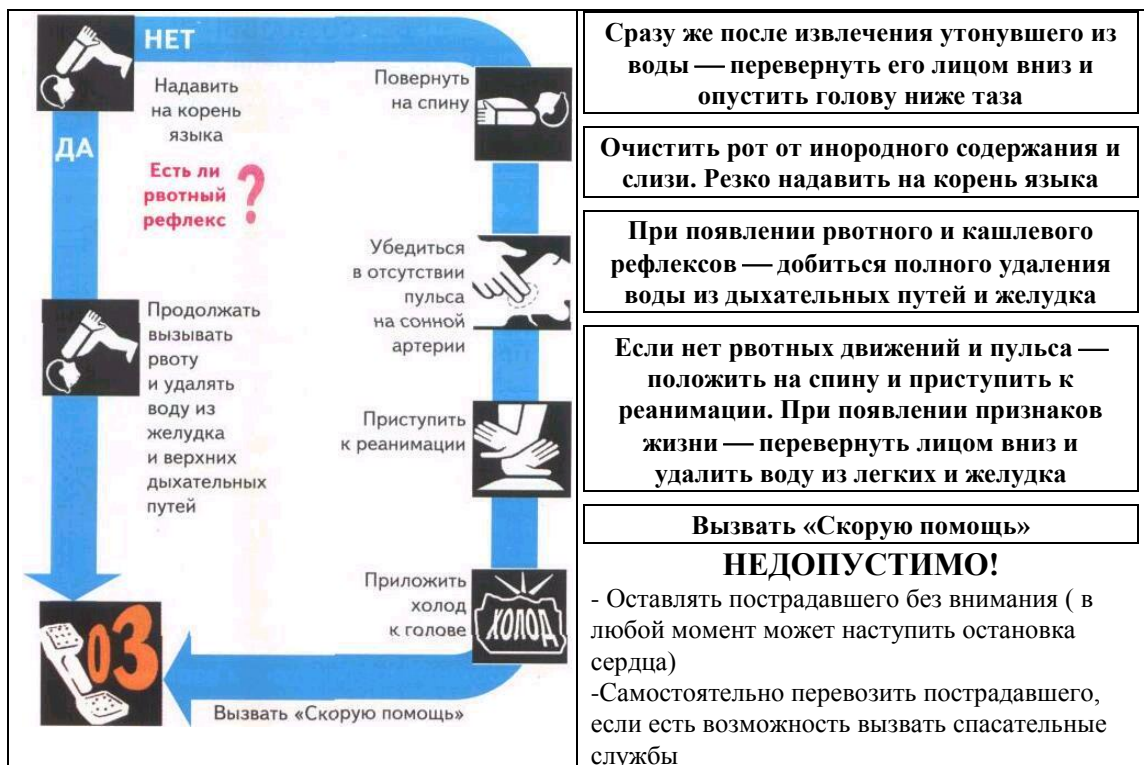 НЕТ
Надавить
на корень
языка
ДА
Есть ли
рвотный
рефлекс
?
Продолжать
вызывать
рвоту
и удалять
воду из
желудка
и верхних
дыхательных
путей
Повернуть
на спину
Убедиться
в отсутствии
пульса
на сонной
артерии
Приступить
к реанимации
Приложить
холод
к голове
ХОЛОД
03
Вызвать «Скорую помощь»
Сразу же после извлечения утонувшего из
воды — перевернуть его лицом вниз и
опустить голову ниже таза
Очистить рот от инородного содержания и
слизи. Резко надавить на корень языка
При появлении рвотного и кашлевого
рефлексов — добиться полного удаления
воды из дыхательных путей и желудка
Если нет рвотных движений и пульса —
положить на спину и приступить к
реанимации. При появлении признаков
жизни — перевернуть лицом вниз и
удалить воду из легких и желудка
Вызвать «Скорую помощь»
НЕДОПУСТИМО!
- Оставлять пострадавшего без внимания ( в
любой момент может наступить остановка
сердца)
-Самостоятельно перевозить пострадавшего,
если есть возможность вызвать спасательные
службы